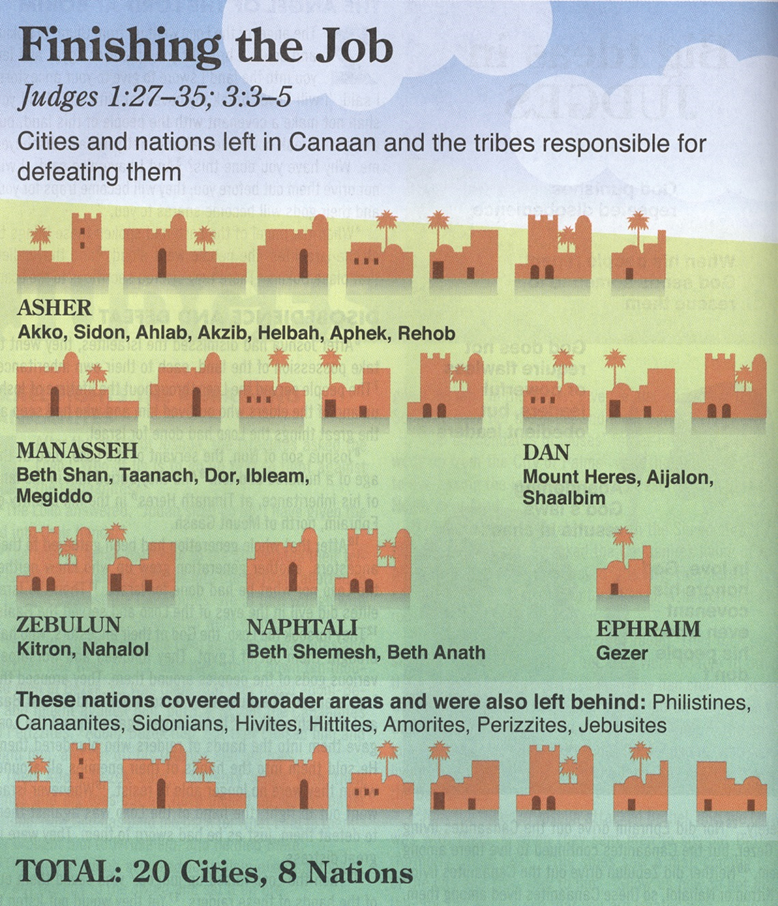 Finishing the Job
Judges 1:27–35; 3:3–5
Cities and nations left in Canaan and the tribes responsible for
defeating them
ASHER
Akko, Sidon, Ahlab, Akzib, Helbah, Aphek, Rehob
MANASSEH
Beth Shan, Taanach, Dor, Ibleam,
Megiddo
DAN
Mount Heres, Aijalon,
Shaalbim
ZEBULUN
Kitron, Nahalol
NAPHTALI
Beth Shemesh, Beth Anath
EPHRAIM
Gezer
These nations covered broader areas and were also left behind: Philistines,
Canaanites, Sidonians, Hivites, Hittites, Amorites, Perizzites, Jebusites
TOTAL: 20 Cities, 8 Nations